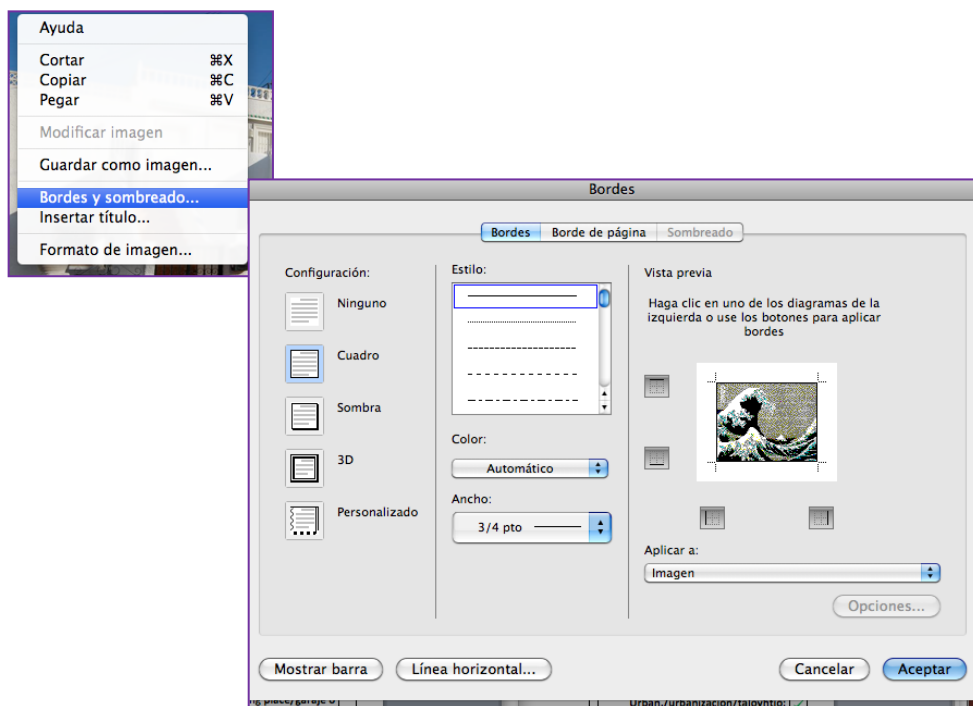 Ayuda
Cortar ⌘X
Copiar ⌘C
Pegar ⌘V
Modificar imagen
Guardar como imagen...
Bordes y sombreado...
Insertar título...
Formato de imagen...
Bordes
Bordes Borde de página Sombreado
Configuración:
Ninguno
Cuadro
Sombra
3D
Personalizado
Estilo:
Color:
Automático
Ancho:
3/4 pto
Vista previa
Haga clic en uno de los diagramas de la
izquierda o use los botones para aplicar
bordes
Aplicar a:
Imagen
Opciones...
Mostrar barra Línea horizontal... Cancelar Aceptar